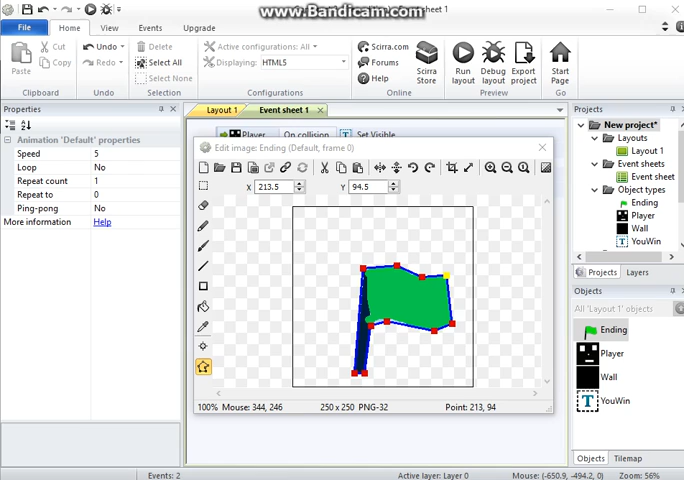 www.Bandicam.com
sheet 1
File
Home
View
Events
Upgrade
Paste
Cut
Copy
Clipboard
Undo
Redo
Undo
Delete
Select All
Select None
Selection
Active configurations: All
Displaying: HTML5
Configurations
Scirra.com
Forums
Help
Online
Scirra Store
Run layout
Debug layout
Export project
Preview
Start Page
Go
Properties
Animation 'Default' properties
Speed 5
Loop No
Repeat count 1
Repeat to 0
Ping-pong No
More information Help
Layout 1
Event sheet 1
Player On collision T Set Visible
Edit image: Ending (Default, frame 0)
X 213.5 Y 94.5
100% Mouse: 344, 246 250 x 250 PNG-32 Point: 213, 94
Projects
New project*
Layouts
Layout 1
Event sheets
Event sheet
Object types
Ending
Player
Wall
YouWin
Projects Layers
Objects
All 'Layout 1' objects
Ending
Player
Wall
T YouWin
Objects Tilemap
Events: 2 Active layer: Layer 0 Mouse: (-650.9, -494.2, 0) Zoom: 56%